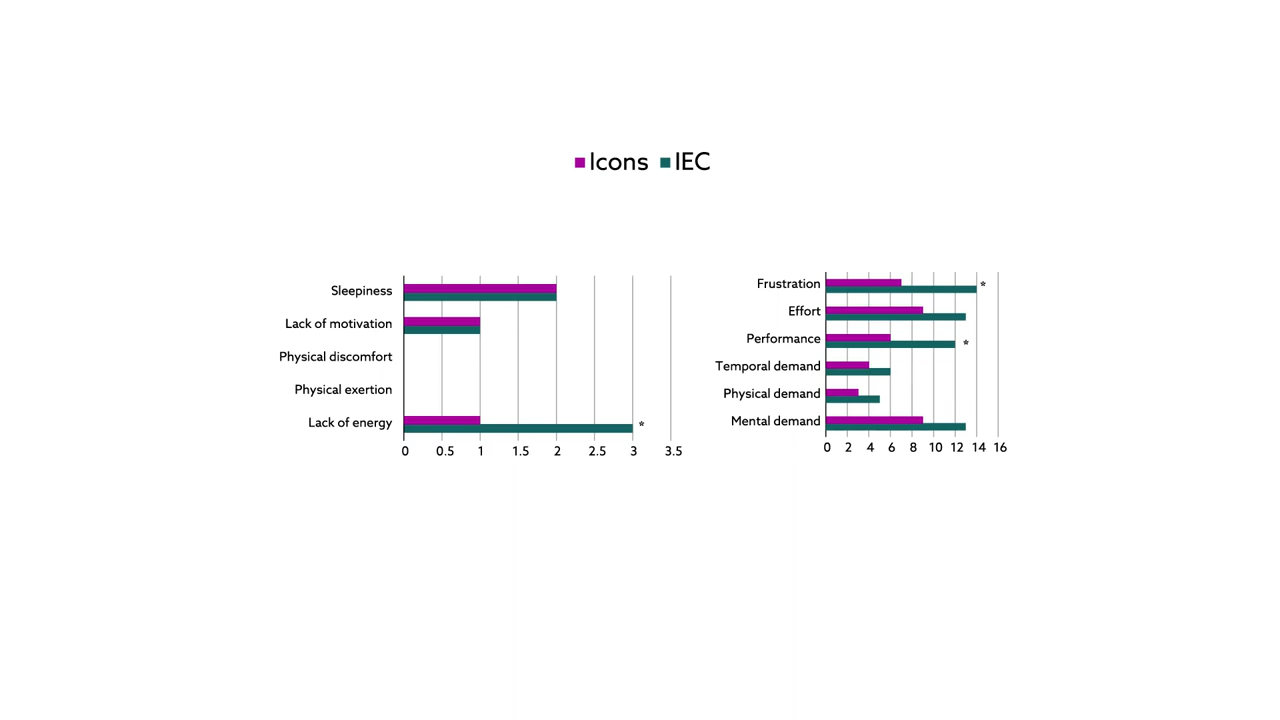 Icons IEC
Sleepiness
Lack of motivation
Physical discomfort
Physical exertion
Lack of energy
*
0 0.5 1 1.5 2 2.5 3 3.5
Frustration
*
Effort
Performance
*
Temporal demand
Physical demand
Mental demand
0 2 4 6 8 10 12 14 16